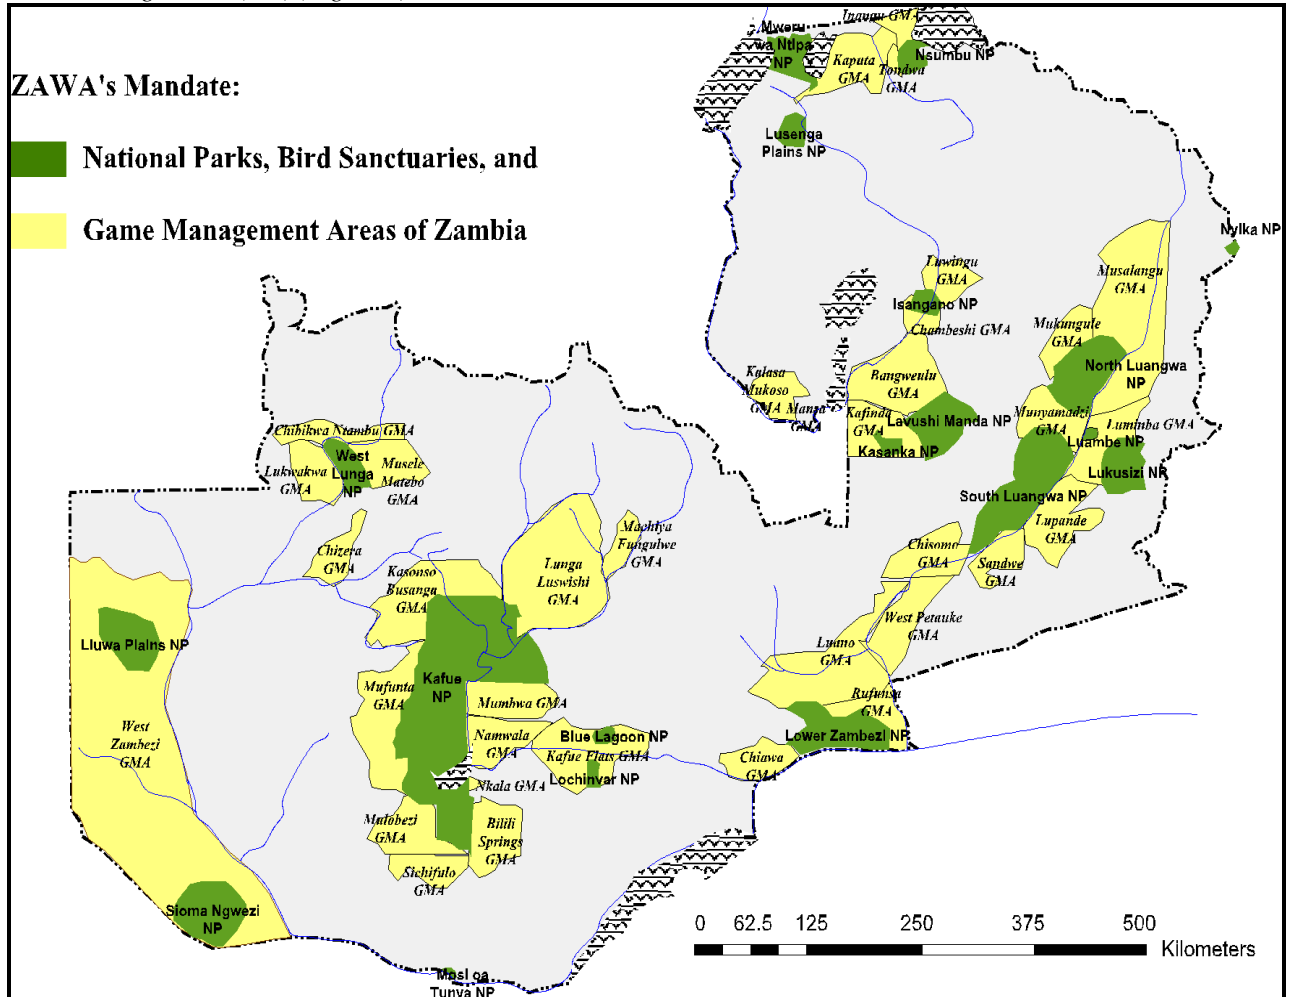 ZAWA's Mandate:
National Parks, Bird Sanctuaries, and
Game Management Areas of Zambia
Inangu GMA
Mweru
wa Ntipa
NP
Kaputa
GMA
Tondwa
GMA
Nsumbu NP
Lusenga
Plains NP
Nyika NP
Luwingu
GMA
Isangano NP
Chambeshi GMA
Musalangu
GMA
Mukungule
GMA
North Luangwa
NP
Kalasa
Mukoso
GMA
Mansa
GMA
Bangweulu
GMA
Kafinda
GMA
Lavushi Manda NP
Kasanka NP
Munyamadzi
GMA
Luminba GMA
Luambe NP
Lukusizi NP
South Luangwa NP
Lupande
GMA
Chisomo
GMA
Sandwe
GMA
West Petauke
GMA
Luano
GMA
Rufunsa
GMA
Lower Zambezi NP
Chiawa
GMA
Chibikwa Ntambu GMA
West
Lunga
NP
Lukwakwa
GMA
Musele
Matebo
GMA
Chizera
GMA
Machiya
Fungulwe
GMA
Lunga
Luswishi
GMA
Kasonso
Busanga
GMA
Liuwa Plains NP
Kafue
NP
Mufunta
GMA
Mumbwa GMA
Namwala
GMA
Blue Lagoon NP
Kafue Flats GMA
Lochinvar NP
Nkala GMA
West
Zambezi
GMA
Mulobezi
GMA
Bilili
Springs
GMA
Sichifulo
GMA
Sioma Ngwezi
NP
Mosi oa
Tunya NP
0 62.5 125 250 375 500
Kilometers